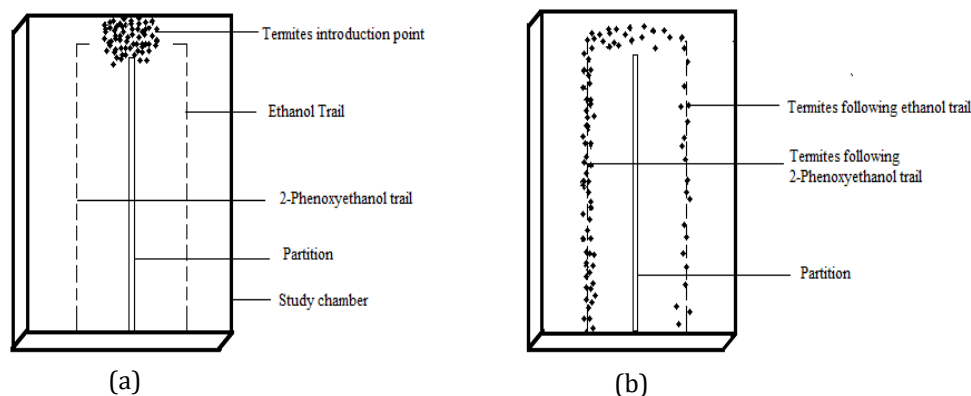 Termites introduction point
Ethanol Trail
2-Phenoxyethanol trail
Partition
Study chamber
(a)
Termites following ethanol trail
Termites following
2-Phenoxyethanol trail
Partition
(b)